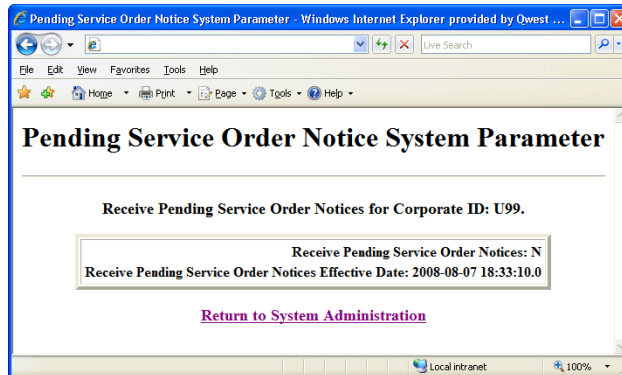 Pending Service Order Notice System Parameter - Windows Internet Explorer provided by Qwest ...
Live Search
File Edit View Favorites Tools Help
Home Print Page Tools Help
Pending Service Order Notice System Parameter
Receive Pending Service Order Notices for Corporate ID: U99.
Receive Pending Service Order Notices: N
Receive Pending Service Order Notices Effective Date: 2008-08-07 18:33:10.0
Return to System Administration
Local intranet 100%